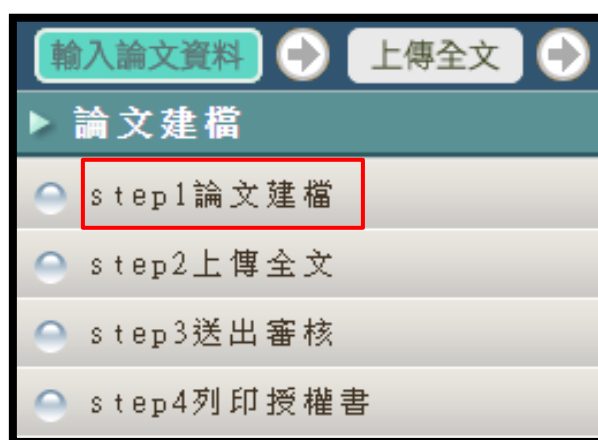 輸入論文資料 上傳全文
論文建檔
step1論文建檔
step2上傳全文
step3送出審核
step4列印授權書